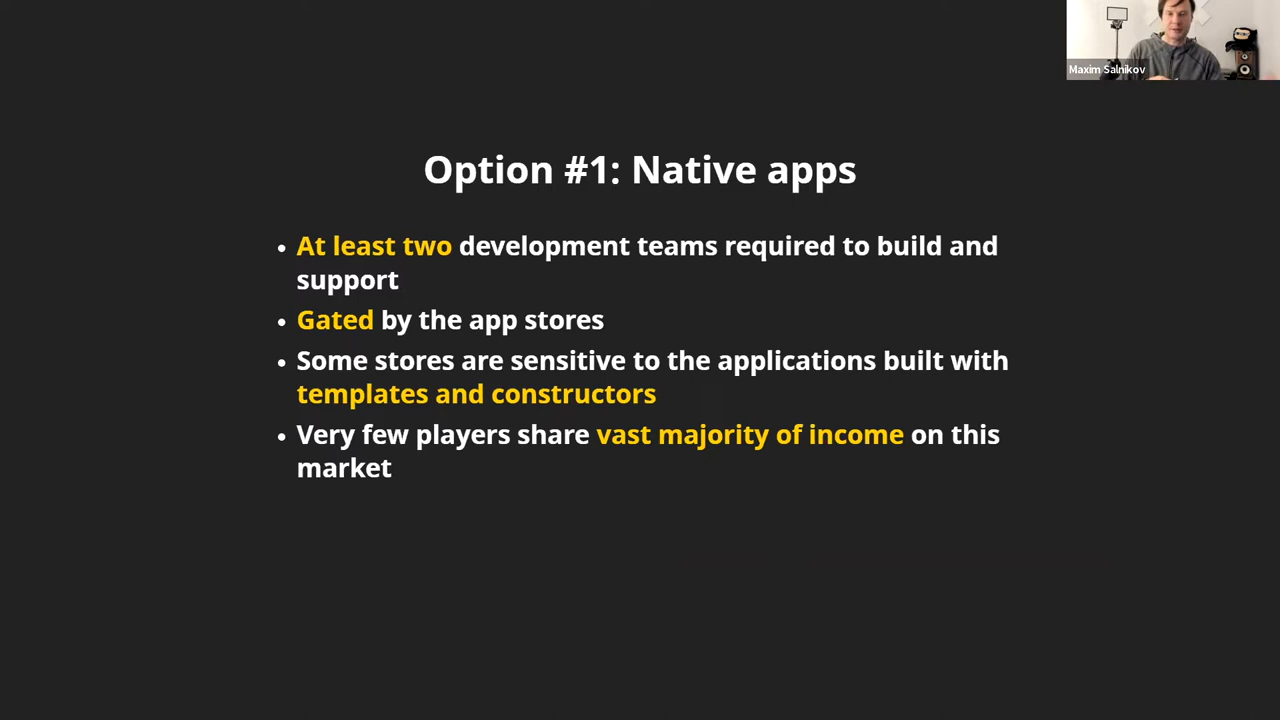 Maxim Salnikov
Option #1: Native apps
• At least two development teams required to build and
support
• Gated by the app stores
• Some stores are sensitive to the applications built with
templates and constructors
• Very few players share vast majority of income on this
market